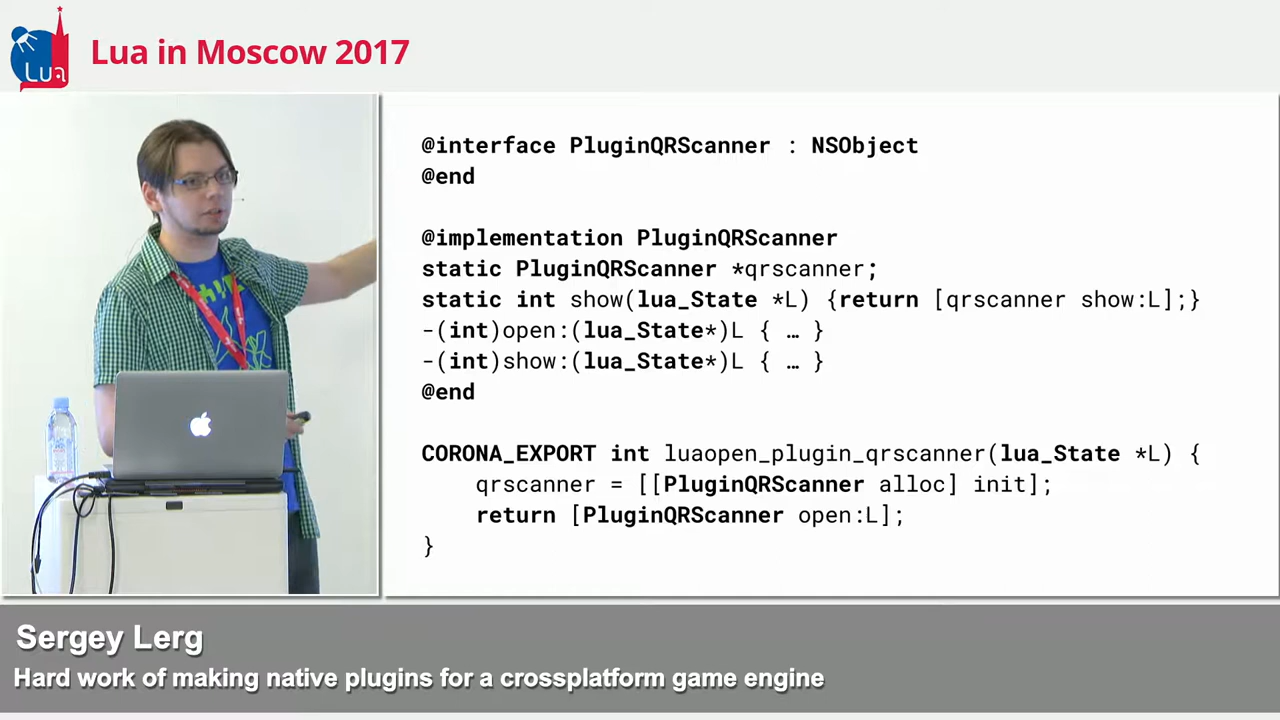 Lua
Lua in Moscow 2017
@interface PluginQRScanner : NSObject
@end
@implementation PluginQRScanner
static PluginQRScanner *qrscanner;
static int show(lua_State *L) {return [qrscanner show:L];}
-(int)open:(lua_State*)L { … }
-(int)show:(lua_State*)L { … }
@end
CORONA_EXPORT int luaopen_plugin_qrscanner(lua_State *L) {
    qrscanner = [[PluginQRScanner alloc] init];
    return [PluginQRScanner open:L];
}
Sergey Lerg
Hard work of making native plugins for a crossplatform game engine